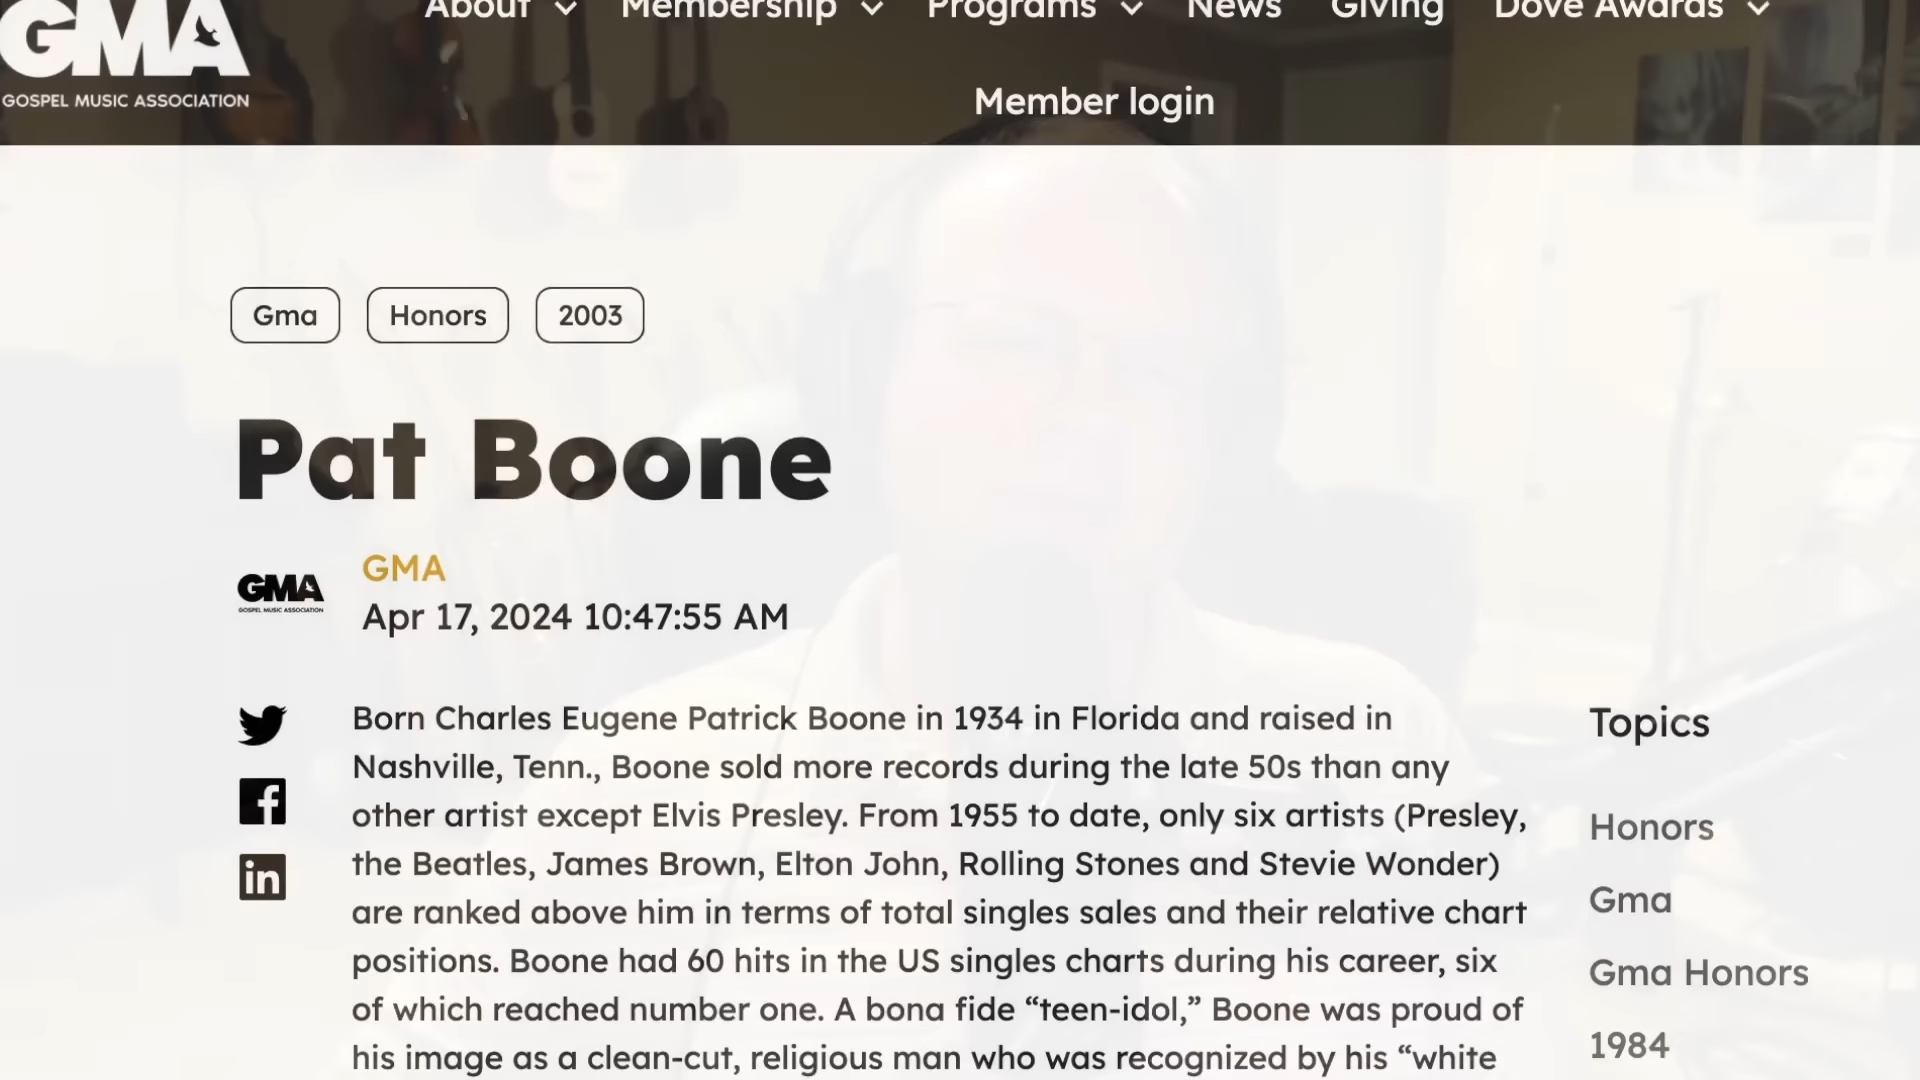 GMA
GOSPEL MUSIC ASSOCIATION
About
Membership
Programs
News
Giving
Dove Awards
Member login
Gma
Honors
2003
Pat Boone
GMA
GOSPEL MUSIC ASSOCIATION
GMA
Apr 17, 2024 10:47:55 AM
Born Charles Eugene Patrick Boone in 1934 in Florida and raised in
Nashville, Tenn., Boone sold more records during the late 50s than any
other artist except Elvis Presley. From 1955 to date, only six artists (Presley,
the Beatles, James Brown, Elton John, Rolling Stones and Stevie Wonder)
are ranked above him in terms of total singles sales and their relative chart
positions. Boone had 60 hits in the US singles charts during his career, six
of which reached number one. A bona fide “teen-idol,” Boone was proud of
his image as a clean-cut, religious man who was recognized by his “white
Topics
Honors
Gma
Gma Honors
1984